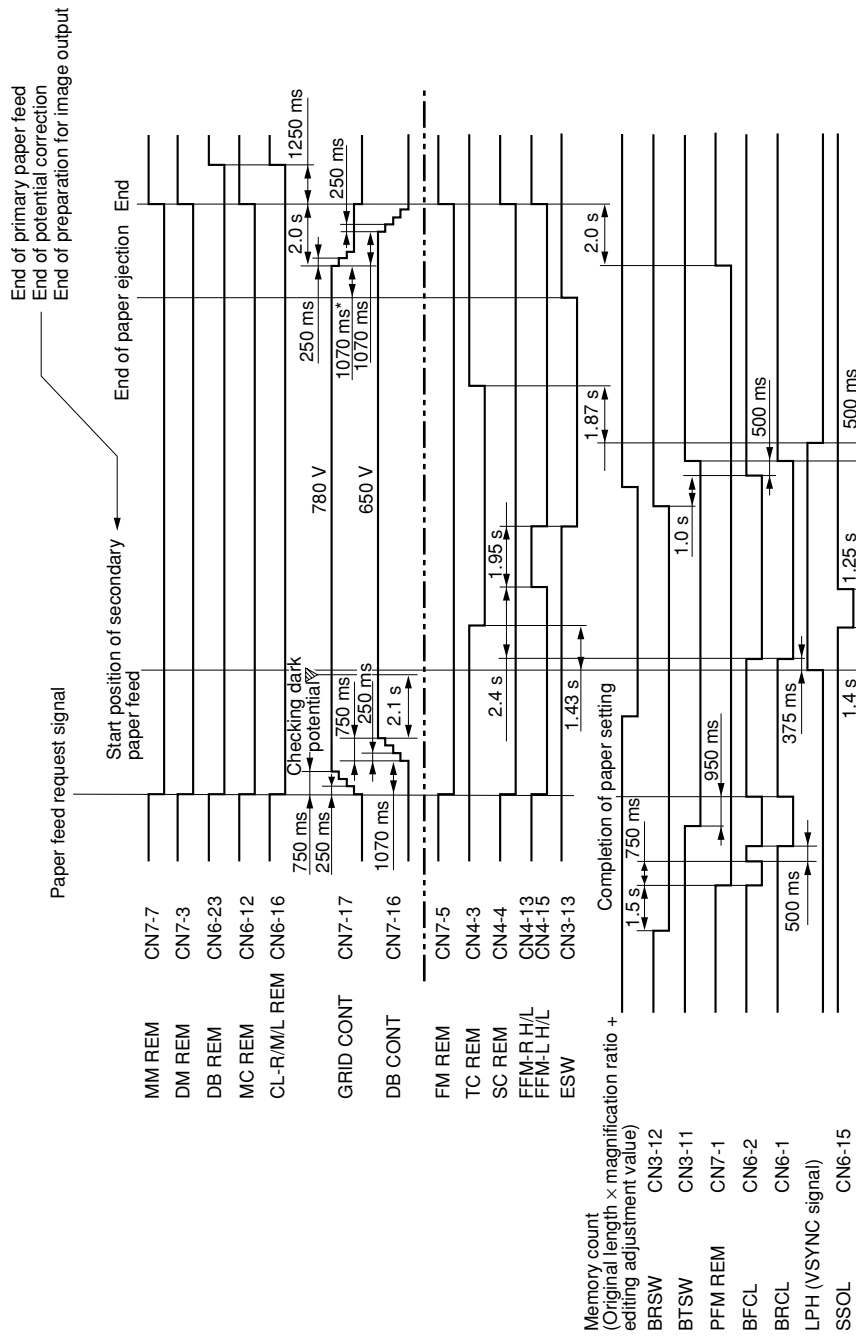 End of primary paper feed
End of potential correction
End of preparation for image output
Paper feed request signal
Start position of secondary
paper feed
End of paper ejection
End
MM REM CN7-7
DM REM CN7-3
DB REM CN6-23
MC REM CN6-12
CL-R/M/L REM CN6-16
1250 ms
2.0 s
250 ms
GRID CONT CN7-17
750 ms
250 ms
Checking dark
potential
780 V
250 ms
1070 ms*
1070 ms
DB CONT CN7-16
1070 ms
750 ms
250 ms
2.1 s
650 V
FM REM CN7-5
TC REM CN4-3
SC REM CN4-4
FFM-R H/L CN4-13
FFM-L H/L CN4-15
ESW CN3-13
2.4 s
1.95 s
1.43 s
1.87 s
2.0 s
Memory count
(Original length × magnification ratio +
editing adjustment value)
Completion of paper setting
BRSW CN3-12
BTSW CN3-11
PFM REM CN7-1
BFCL CN6-2
BRCL CN6-1
LPH (VSYNC signal)
SSOL CN6-15
1.5 s
750 ms
950 ms
500 ms
1.0 s
500 ms
375 ms
1.4 s
1.25 s
500 ms